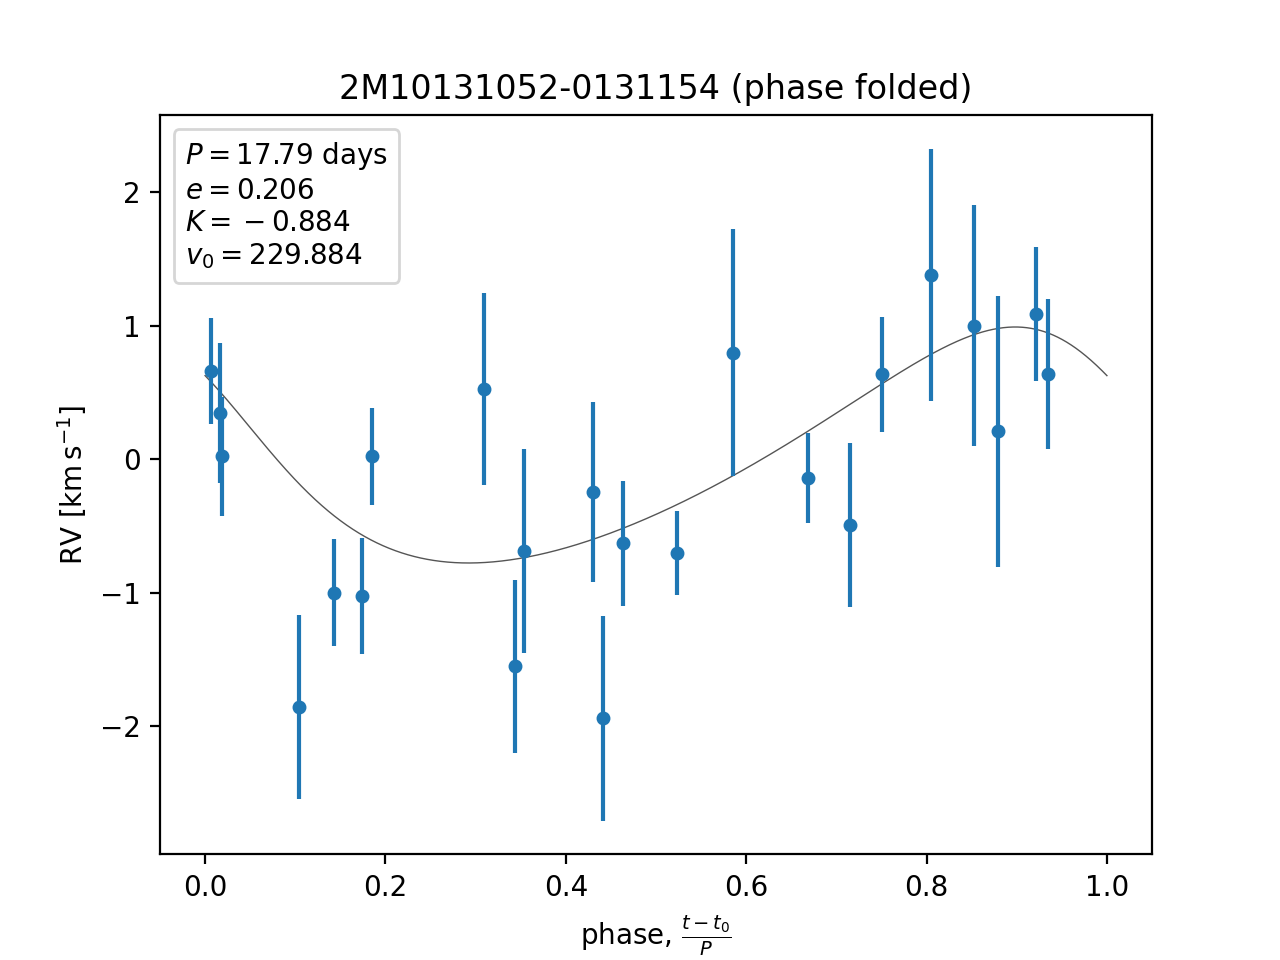 2M10131052-0131154 (phase folded)
P = 17.79 days
e = 0.206
K = −0.884
v₀ = 229.884
2
1
0
−1
−2
RV [km s⁻¹]
0.0 0.2 0.4 0.6 0.8 1.0
phase, (t − t₀)/P